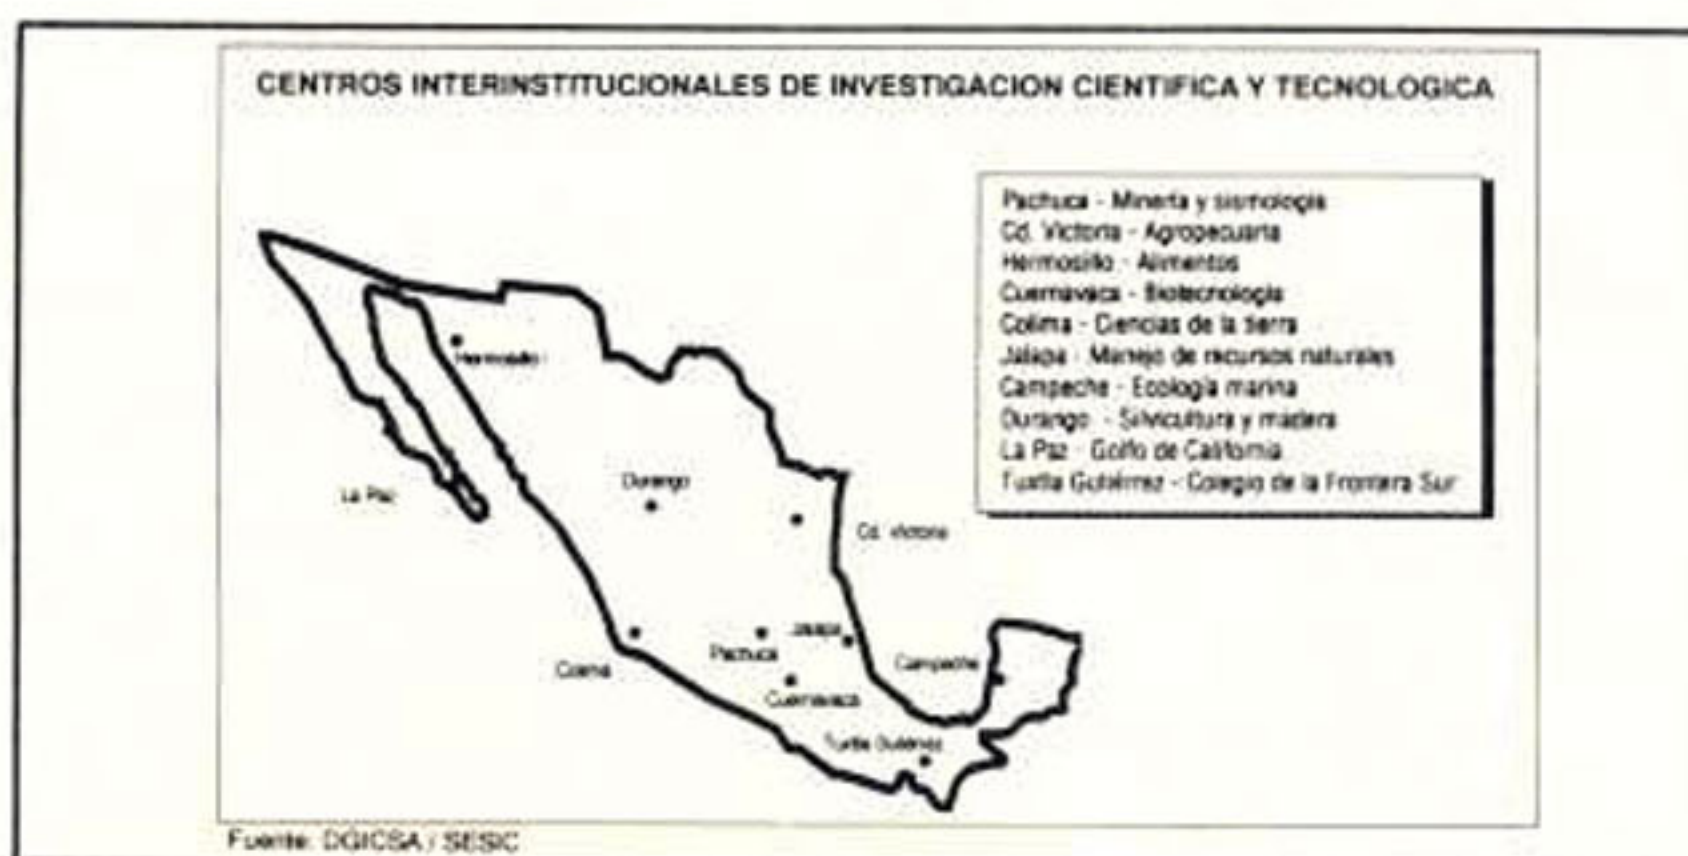 CENTROS INTERINSTITUCIONALES DE INVESTIGACION CIENTIFICA Y TECNOLOGICA
Pachuca - Minería y sismología
Cd. Victoria - Agropecuaria
Hermosillo - Alimentos
Cuernavaca - Biotecnología
Colima - Ciencias de la tierra
Jalapa - Manejo de recursos naturales
Campeche - Ecología marina
Durango - Silvicultura y madera
La Paz - Golfo de California
Tuxtla Gutiérrez - Colegio de la Frontera Sur
Hermosillo
La Paz
Durango
Cd. Victoria
Jalapa
Pachuca
Campeche
Colima
Cuernavaca
Tuxtla Gutiérrez
Fuente: DGICSA / SESIC